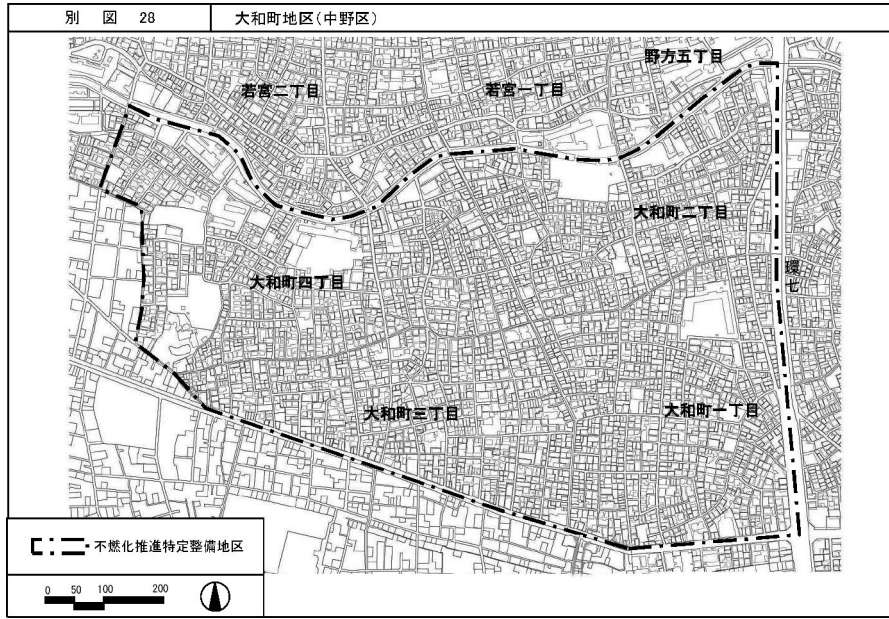 別 図 28
大和町地区(中野区)
野方五丁目
若宮二丁目
若宮一丁目
大和町二丁目
環七
大和町四丁目
大和町三丁目
大和町一丁目
不燃化推進特定整備地区
0 50 100 200